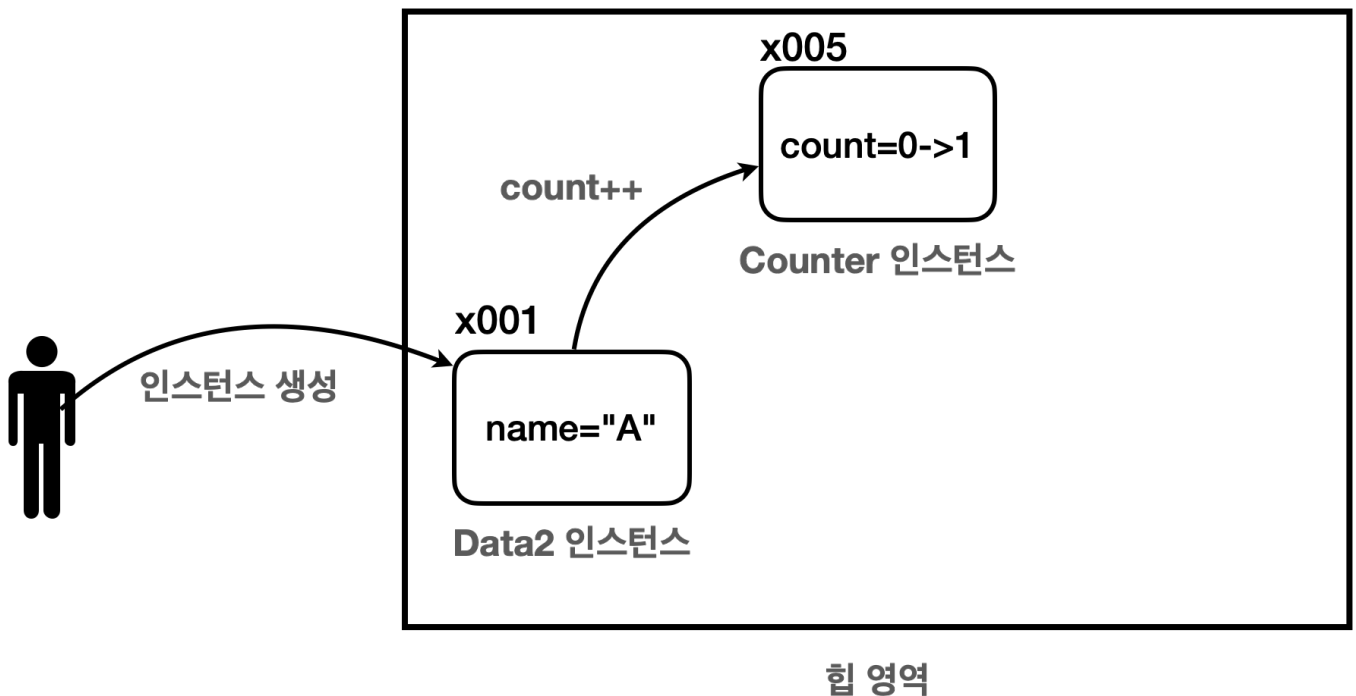 x005
count=0->1
count++
Counter 인스턴스
x001
인스턴스 생성
name="A"
Data2 인스턴스
힙 영역